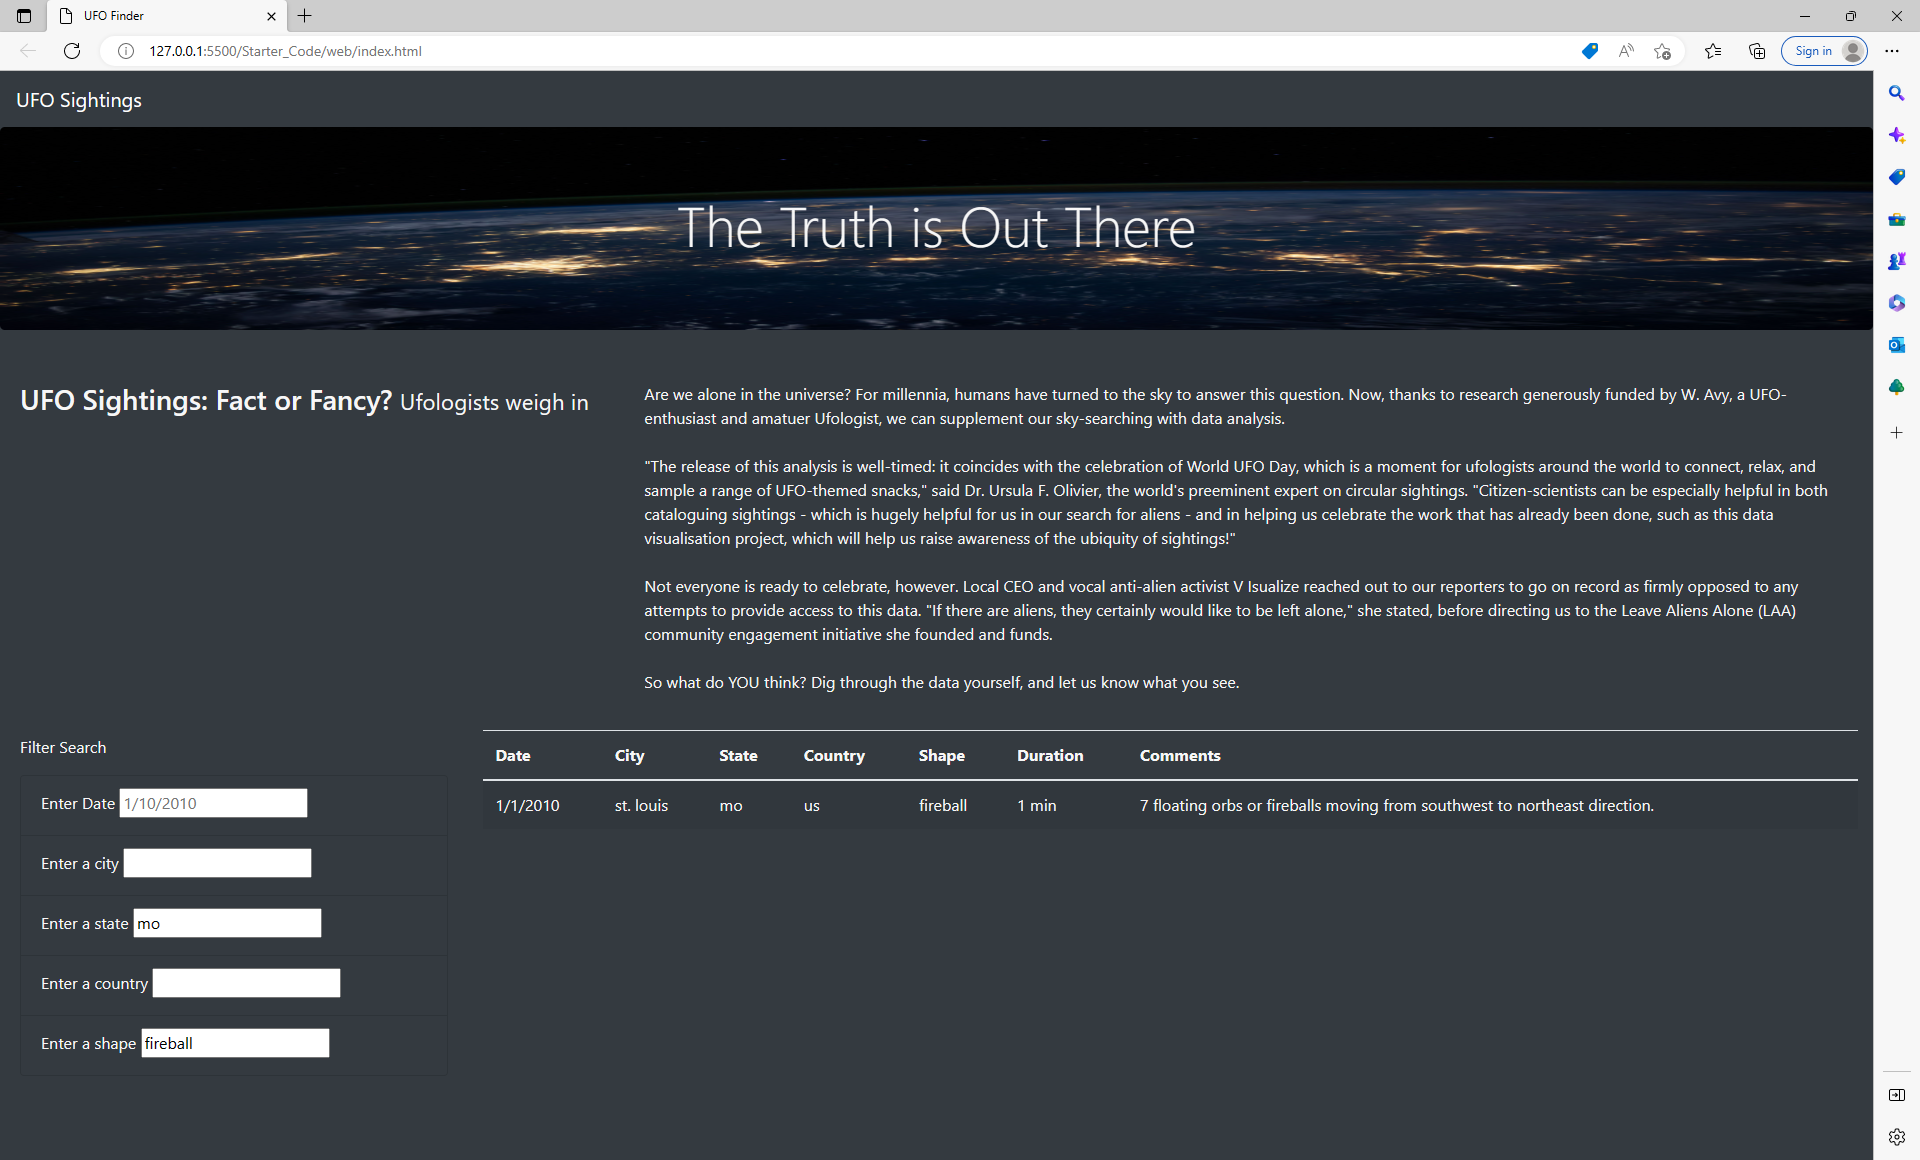 UFO Finder
127.0.0.1:5500/Starter_Code/web/index.html
Sign in
UFO Sightings
The Truth is Out There
UFO Sightings: Fact or Fancy? Ufologists weigh in
Are we alone in the universe? For millennia, humans have turned to the sky to answer this question. Now, thanks to research generously funded by W. Avy, a UFO-
enthusiast and amatuer Ufologist, we can supplement our sky-searching with data analysis.
"The release of this analysis is well-timed: it coincides with the celebration of World UFO Day, which is a moment for ufologists around the world to connect, relax, and
sample a range of UFO-themed snacks," said Dr. Ursula F. Olivier, the world's preeminent expert on circular sightings. "Citizen-scientists can be especially helpful in both
cataloguing sightings - which is hugely helpful for us in our search for aliens - and in helping us celebrate the work that has already been done, such as this data
visualisation project, which will help us raise awareness of the ubiquity of sightings!"
Not everyone is ready to celebrate, however. Local CEO and vocal anti-alien activist V Isualize reached out to our reporters to go on record as firmly opposed to any
attempts to provide access to this data. "If there are aliens, they certainly would like to be left alone," she stated, before directing us to the Leave Aliens Alone (LAA)
community engagement initiative she founded and funds.
So what do YOU think? Dig through the data yourself, and let us know what you see.
Filter Search
Enter Date 1/10/2010
Enter a city
Enter a state mo
Enter a country
Enter a shape fireball
Date City State Country Shape Duration Comments
1/1/2010 st. louis mo us fireball 1 min 7 floating orbs or fireballs moving from southwest to northeast direction.